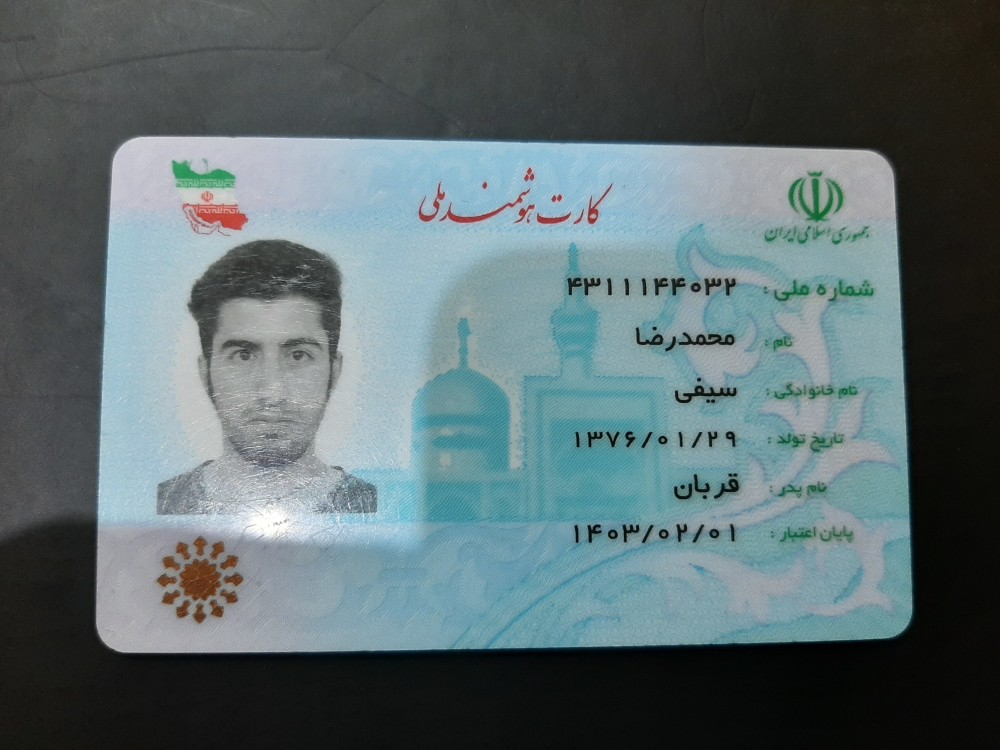 کارت هوشمند ملی
جمهوری اسلامی ایران
شماره ملی : ۴۳۱۱۱۴۴۰۳۲
نام : محمدرضا
نام خانوادگی : سیفی
تاریخ تولد : ۱۳۷۶/۰۱/۲۹
نام پدر : قربان
پایان اعتبار : ۱۴۰۳/۰۲/۰۱